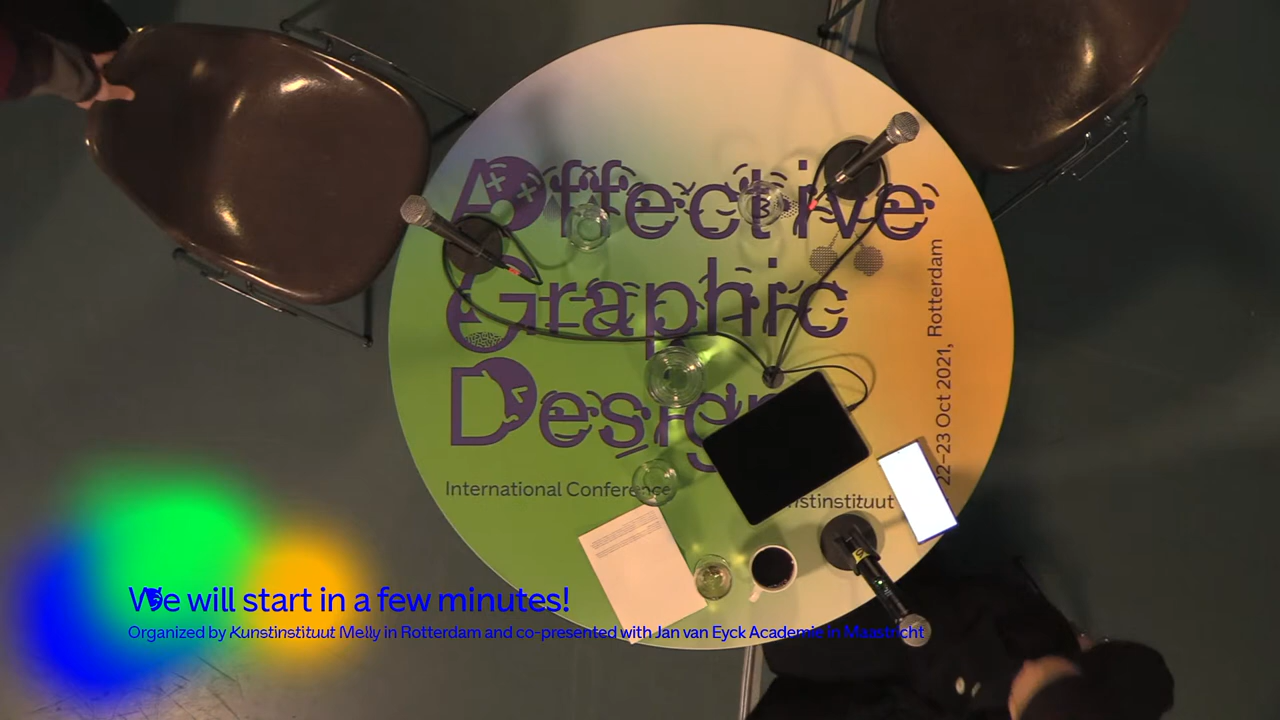 Affective
Graphic
Design
International Conference
nstinstituut
22–23 Oct 2021, Rotterdam
We will start in a few minutes!
Organized by Kunstinstituut Melly in Rotterdam and co-presented with Jan van Eyck Academie in Maastricht